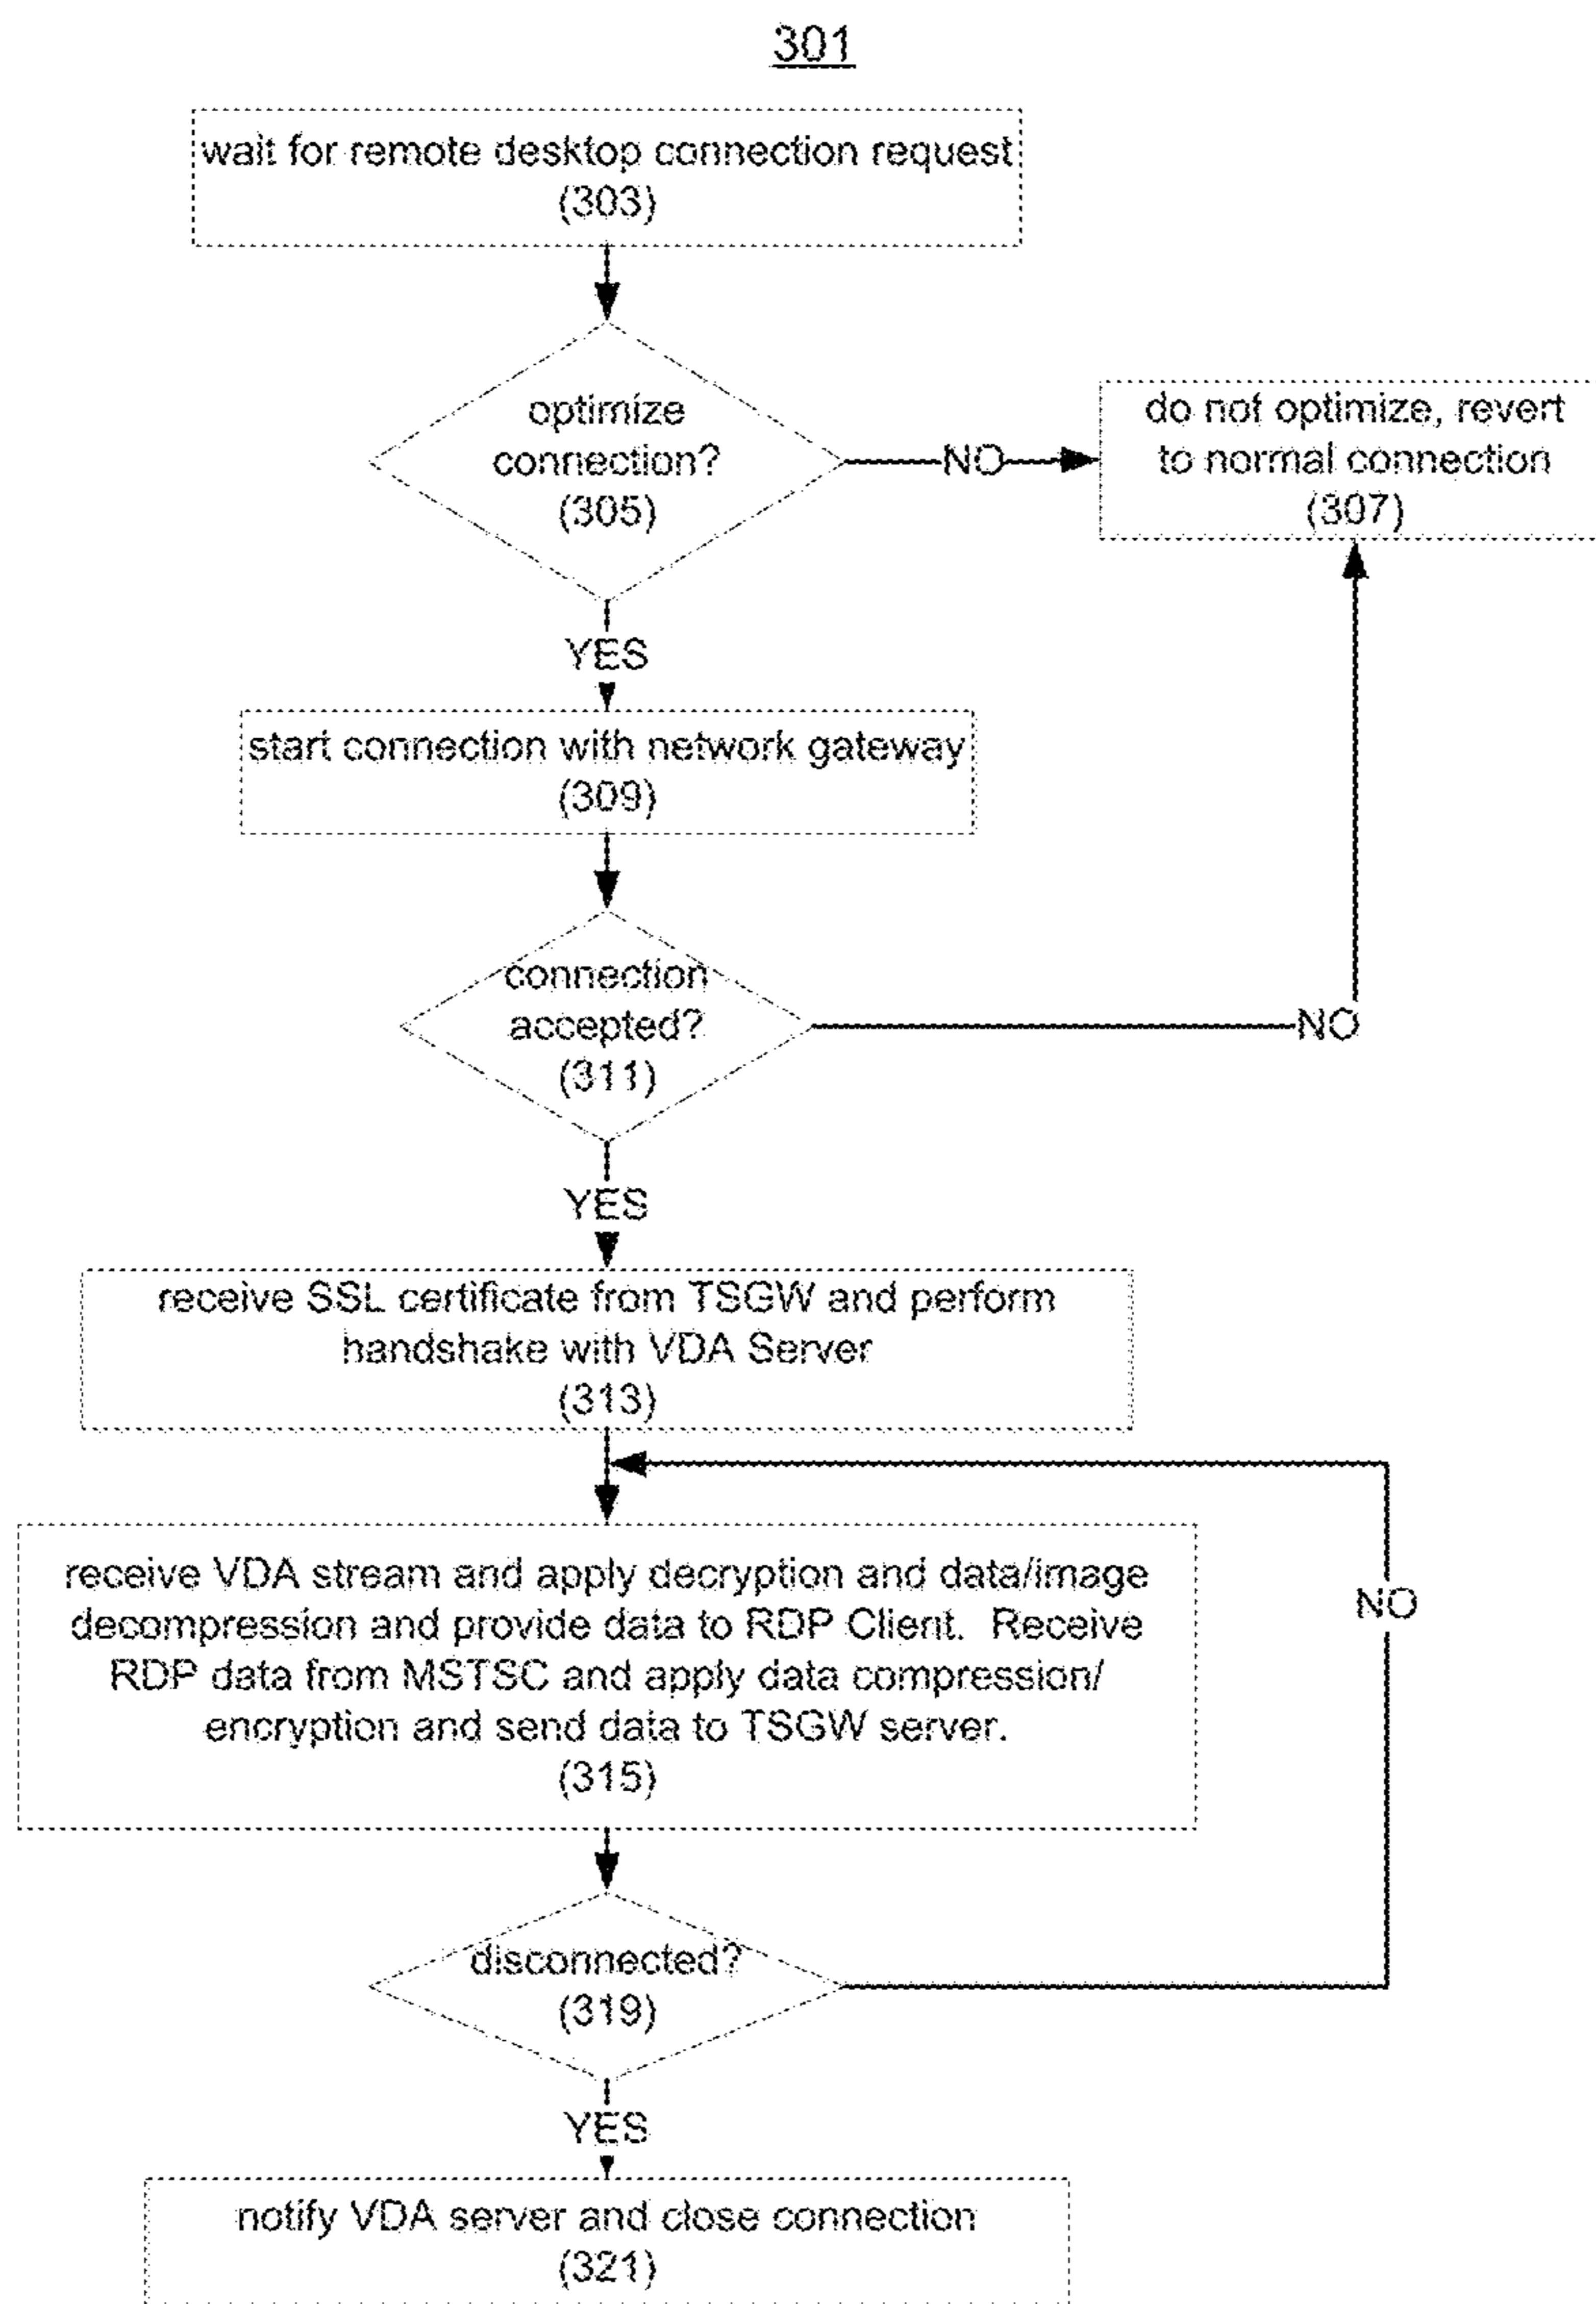 301
wait for remote desktop connection request
(303)
optimize
connection?
(305)
NO
do not optimize, revert
to normal connection
(307)
YES
start connection with network gateway
(309)
connection
accepted?
(311)
NO
YES
receive SSL certificate from TSGW and perform
handshake with VDA Server
(313)
receive VDA stream and apply decryption and data/image
decompression and provide data to RDP Client. Receive
RDP data from MSTSC and apply data compression/
encryption and send data to TSGW server.
(315)
NO
disconnected?
(319)
YES
notify VDA server and close connection
(321)